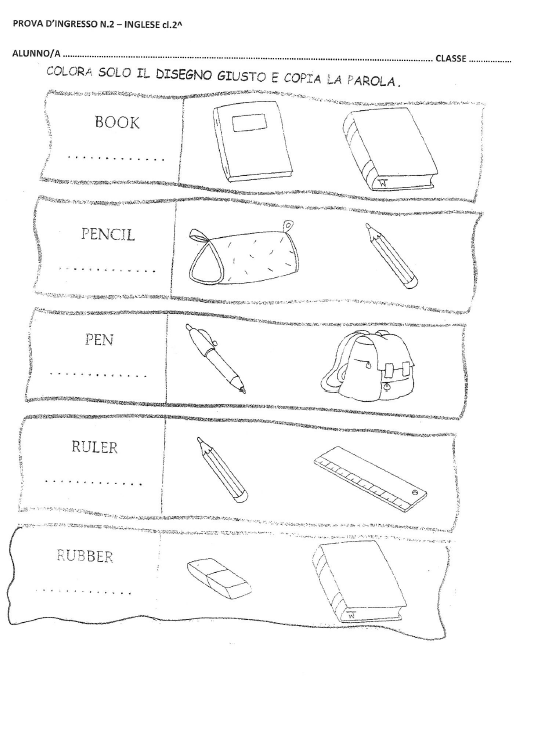 PROVA D'INGRESSO N.2 – INGLESE cl.2^
ALUNNO/A ............................................................ CLASSE ................
COLORA SOLO IL DISEGNO GIUSTO E COPIA LA PAROLA.
BOOK
.............
PENCIL
.............
PEN
.............
RULER
.............
RUBBER
.............